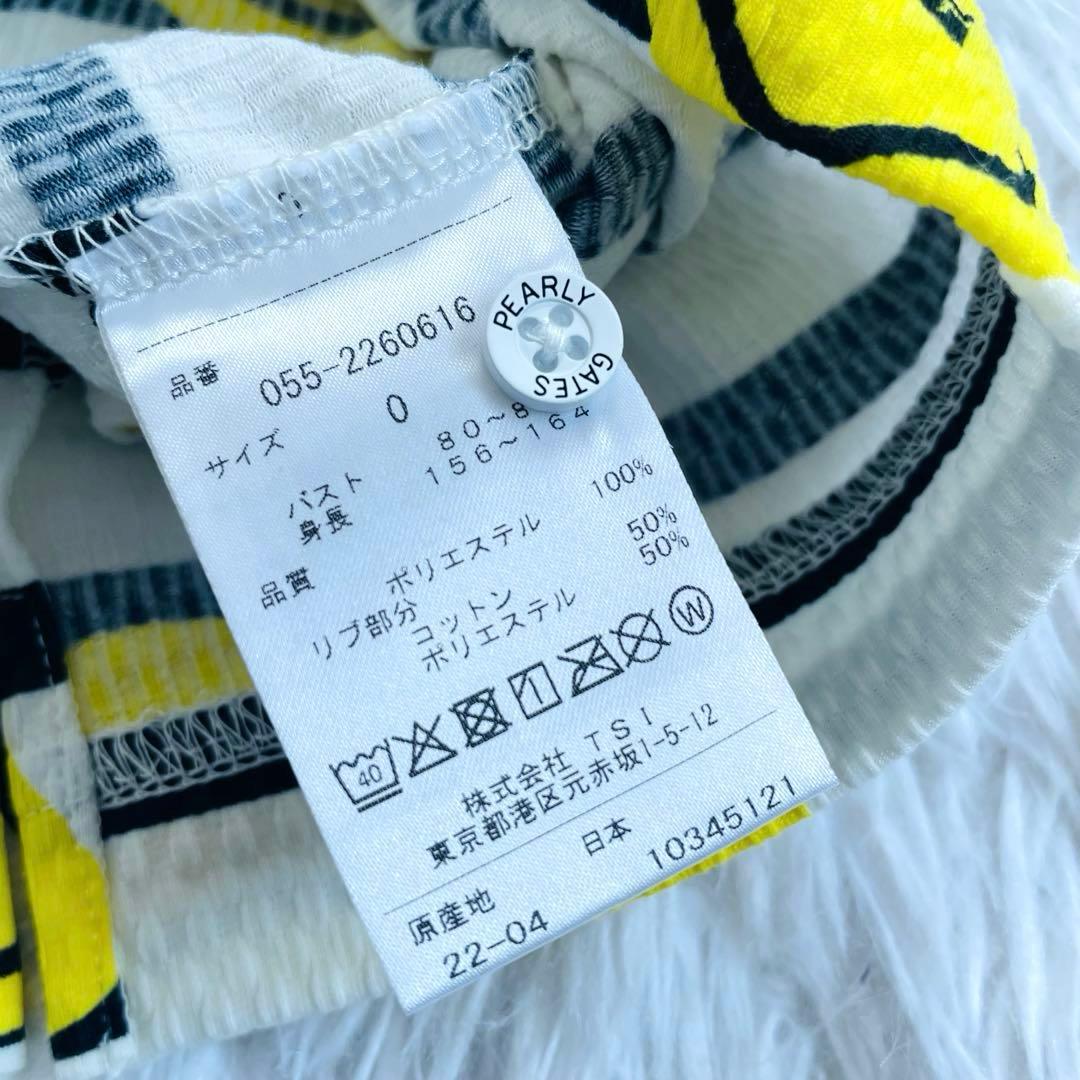 品番 055-2260616
PEARLY
GATES
サイズ 0
バスト 80~8
身長 156~164
品質 ポリエステル 100%
リブ部分
コットン 50%
ポリエステル 50%
40
1
W
株式会社 TSI
東京都港区元赤坂1-5-12
原産地 日本
22-04 10345121